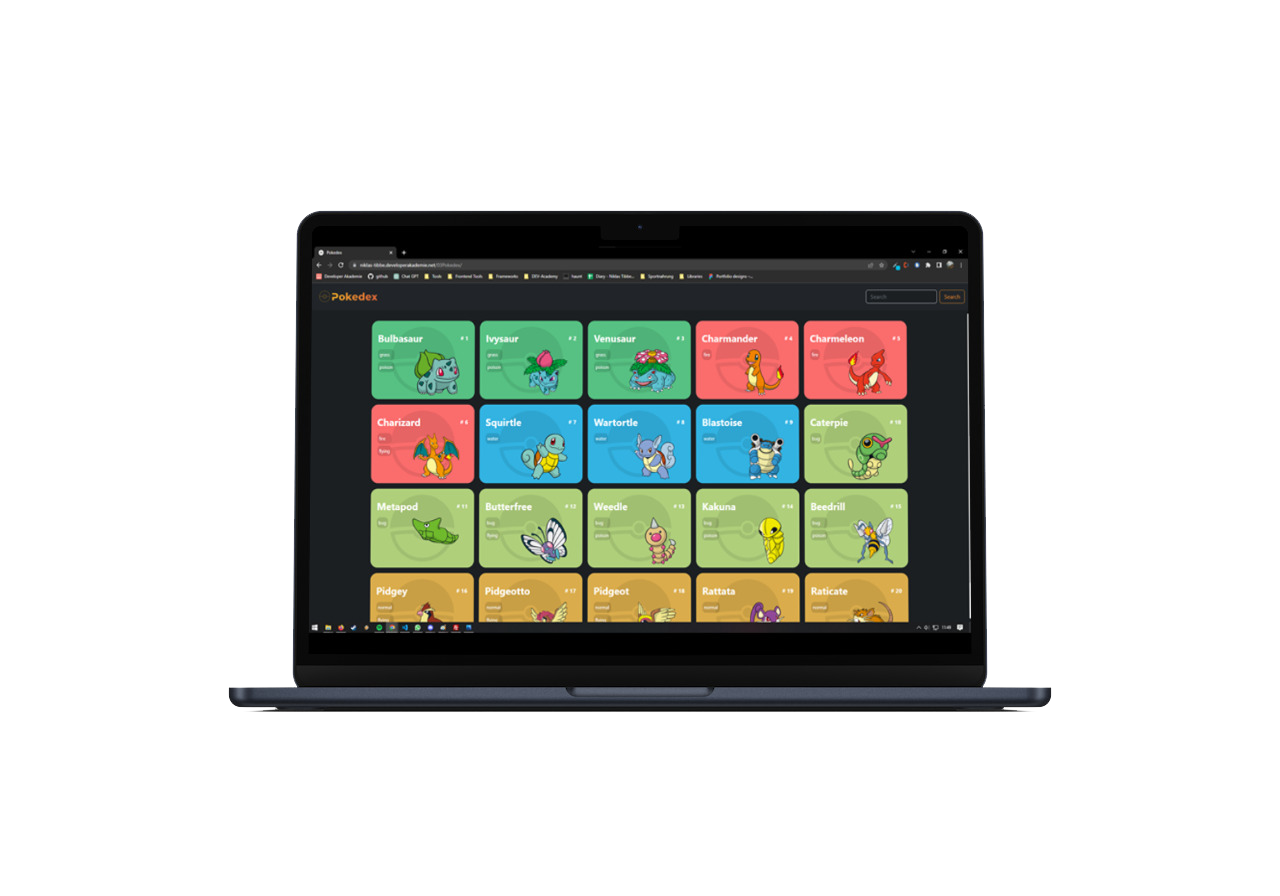 Pokedex
niklas-tibbe.developerakademie.net/03Pokedex/
Developer Akademie github Chat GPT Tools Frontend Tools Frameworks DEV-Academy haunt Diary - Niklas Tibbe... Sportnahrung Libraries Portfolio designs -...
Pokedex Search Search
Bulbasaur # 1
grass
poison
Ivysaur # 2
grass
poison
Venusaur # 3
grass
poison
Charmander # 4
fire
Charmeleon # 5
fire
Charizard # 6
fire
flying
Squirtle # 7
water
Wartortle # 8
water
Blastoise # 9
water
Caterpie # 10
bug
Metapod # 11
bug
Butterfree # 12
bug
flying
Weedle # 13
bug
poison
Kakuna # 14
bug
poison
Beedrill # 15
bug
poison
Pidgey # 16
normal
flying
Pidgeotto # 17
normal
flying
Pidgeot # 18
normal
flying
Rattata # 19
normal
Raticate # 20
normal